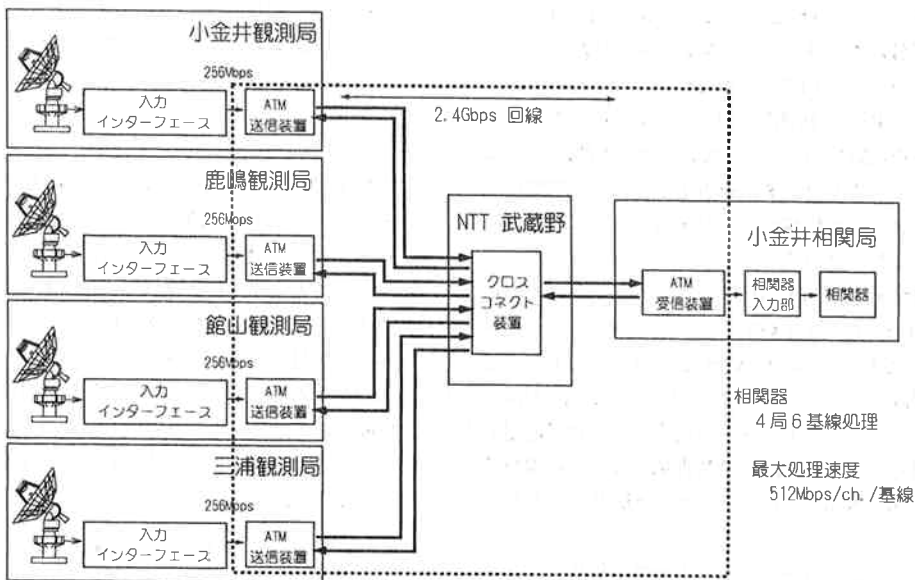 小金井観測局
256Mbps
入力
インターフェース
ATM
送信装置
2.4Gbps 回線
鹿嶋観測局
256Mbps
入力
インターフェース
ATM
送信装置
NTT 武蔵野
クロス
コネクト
装置
小金井相関局
ATM
受信装置
相関器
入力部
相関器
館山観測局
256Mbps
入力
インターフェース
ATM
送信装置
相関器
4局6基線処理
最大処理速度
512Mbps/ch./基線
三浦観測局
256Mbps
入力
インターフェース
ATM
送信装置